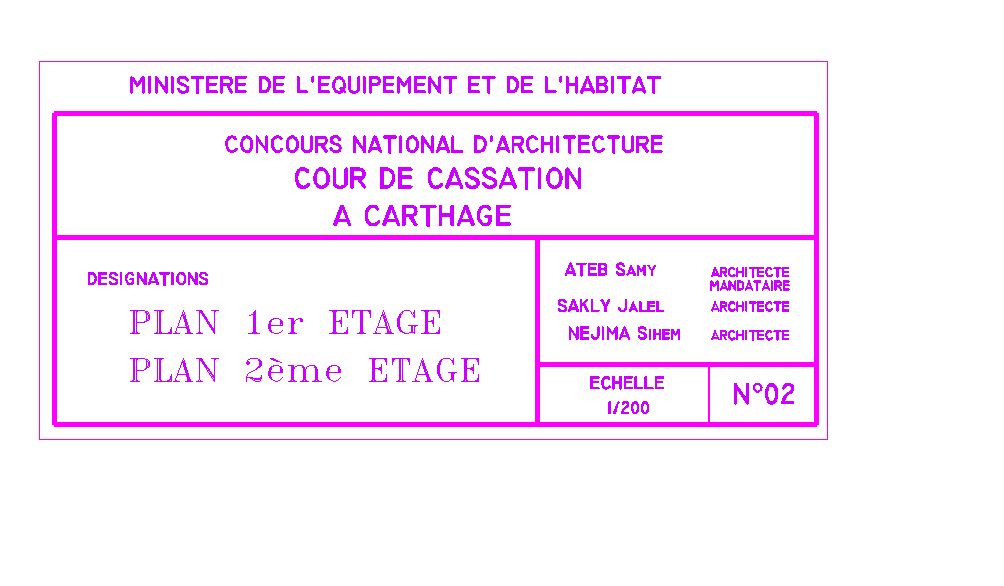 MINISTERE DE L'EQUIPEMENT ET DE L'HABITAT
CONCOURS NATIONAL D'ARCHITECTURE
COUR DE CASSATION
A CARTHAGE
DESIGNATIONS
PLAN 1er ETAGE
PLAN 2ème ETAGE
ATEB SAMY ARCHITECTE MANDATAIRE
SAKLY JALEL ARCHITECTE
NEJIMA SIHEM ARCHITECTE
ECHELLE
1/200
N°02